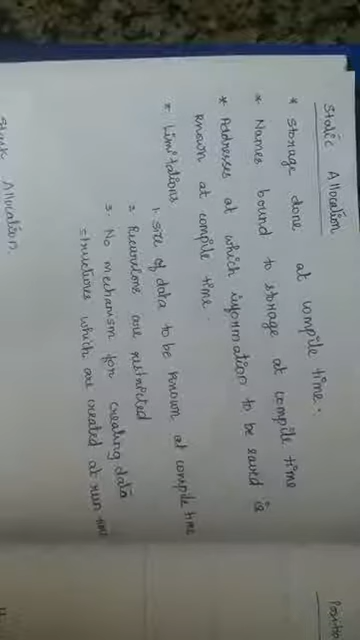 Static Allocation
* Storage done at compile time.
* Names bound to storage at compile time
* Addresses at which information to be saved is
known at compile time.
* Limitations
1. size of data to be known at compile time
2. Recursions are restricted
3. No mechanism for creating data
structures which are created at run time
Stack Allocation.
Positio